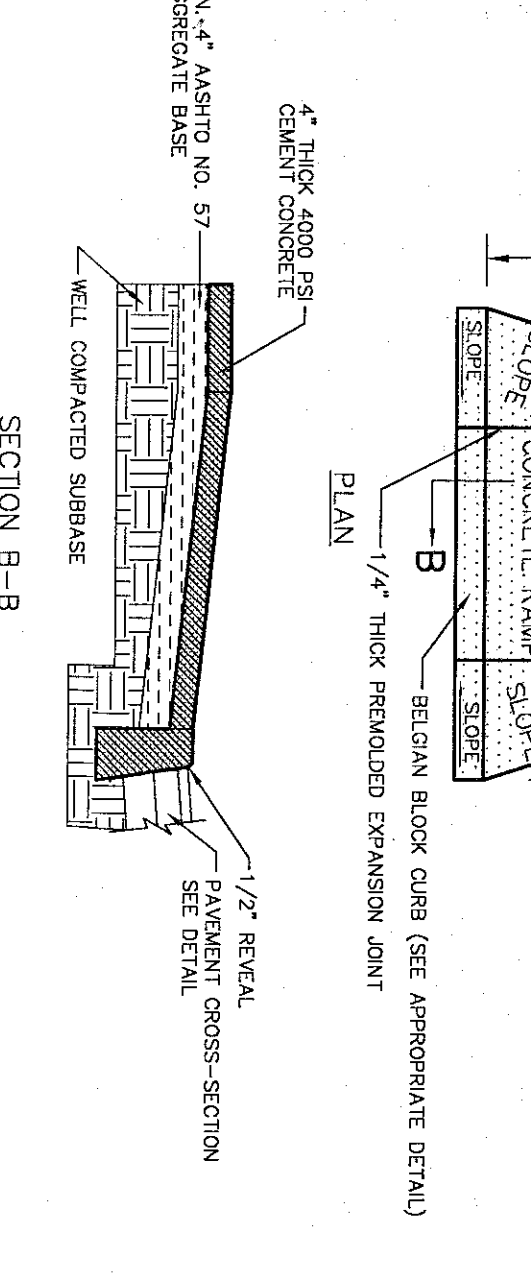 SLOPE
SLOPE
CONCRETE RAMP
SLOPE
SLOPE
B
BELGIAN BLOCK CURB (SEE APPROPRIATE DETAIL)
1/4" THICK PREMOLDED EXPANSION JOINT
PLAN
4" THICK 4000 PSI
CEMENT CONCRETE
N. 4" AASHTO NO. 57
GGREGATE BASE
WELL COMPACTED SUBBASE
1/2" REVEAL
PAVEMENT CROSS-SECTION
SEE DETAIL
SECTION B-B